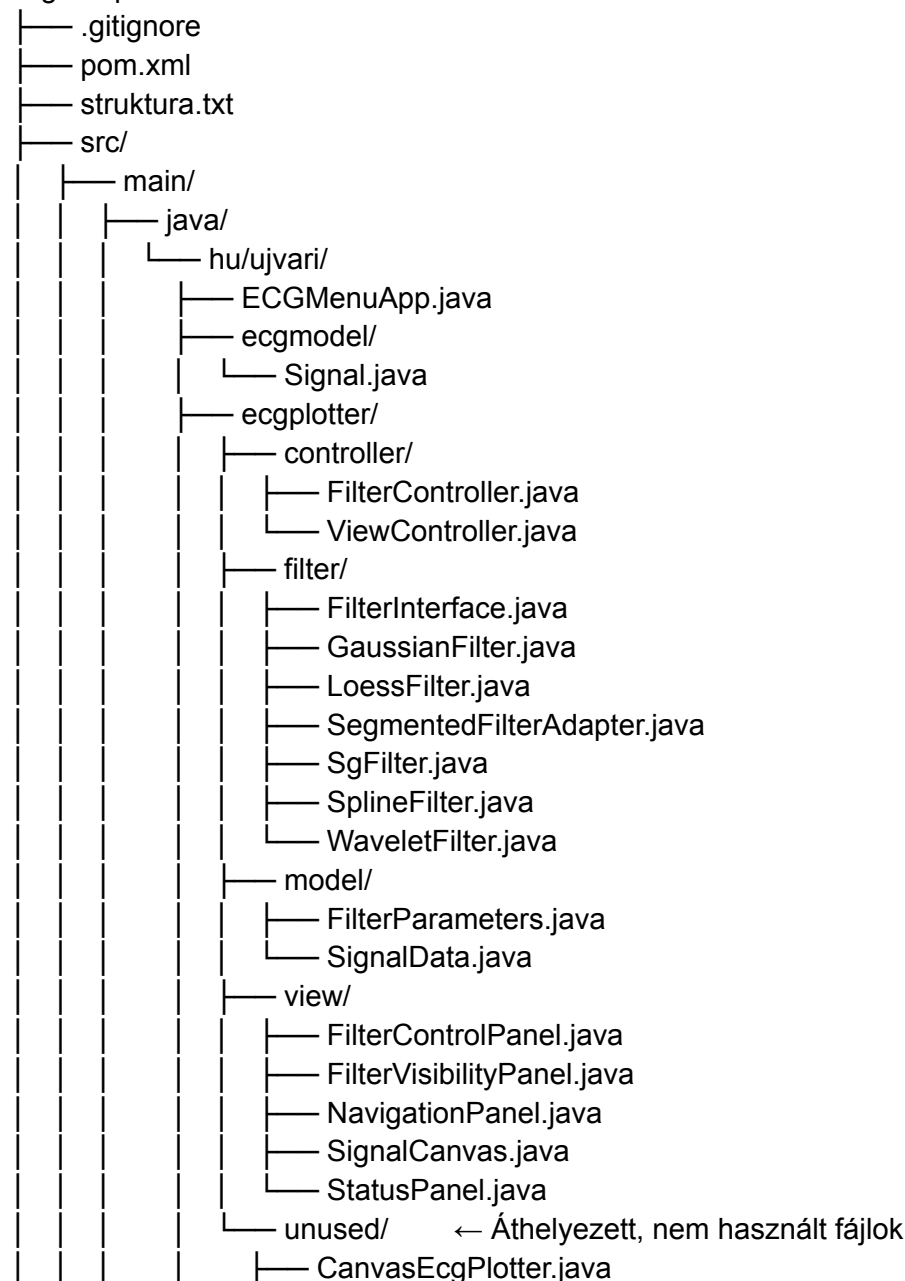 ├── .gitignore
├── pom.xml
├── struktura.txt
├── src/
│ ├── main/
│ │ ├── java/
│ │ │ └── hu/ujvari/
│ │ │ ├── ECGMenuApp.java
│ │ │ ├── ecgmodel/
│ │ │ │ └── Signal.java
│ │ │ ├── ecgplotter/
│ │ │ │ ├── controller/
│ │ │ │ │ ├── FilterController.java
│ │ │ │ │ └── ViewController.java
│ │ │ │ ├── filter/
│ │ │ │ │ ├── FilterInterface.java
│ │ │ │ │ ├── GaussianFilter.java
│ │ │ │ │ ├── LoessFilter.java
│ │ │ │ │ ├── SegmentedFilterAdapter.java
│ │ │ │ │ ├── SgFilter.java
│ │ │ │ │ ├── SplineFilter.java
│ │ │ │ │ └── WaveletFilter.java
│ │ │ │ ├── model/
│ │ │ │ │ ├── FilterParameters.java
│ │ │ │ │ └── SignalData.java
│ │ │ │ ├── view/
│ │ │ │ │ ├── FilterControlPanel.java
│ │ │ │ │ ├── FilterVisibilityPanel.java
│ │ │ │ │ ├── NavigationPanel.java
│ │ │ │ │ ├── SignalCanvas.java
│ │ │ │ │ └── StatusPanel.java
│ │ │ │ └── unused/ ← Áthelyezett, nem használt fájlok
│ │ │ │ ├── CanvasEcgPlotter.java